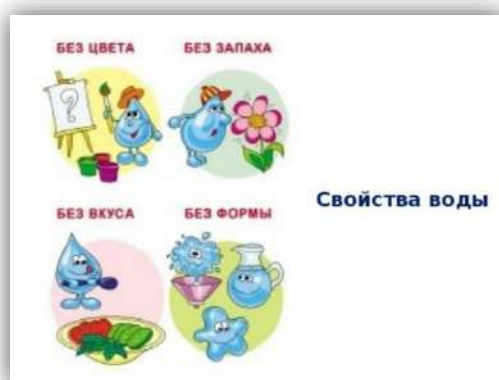 БЕЗ ЦВЕТА
БЕЗ ЗАПАХА
?
БЕЗ ВКУСА
БЕЗ ФОРМЫ
Свойства воды